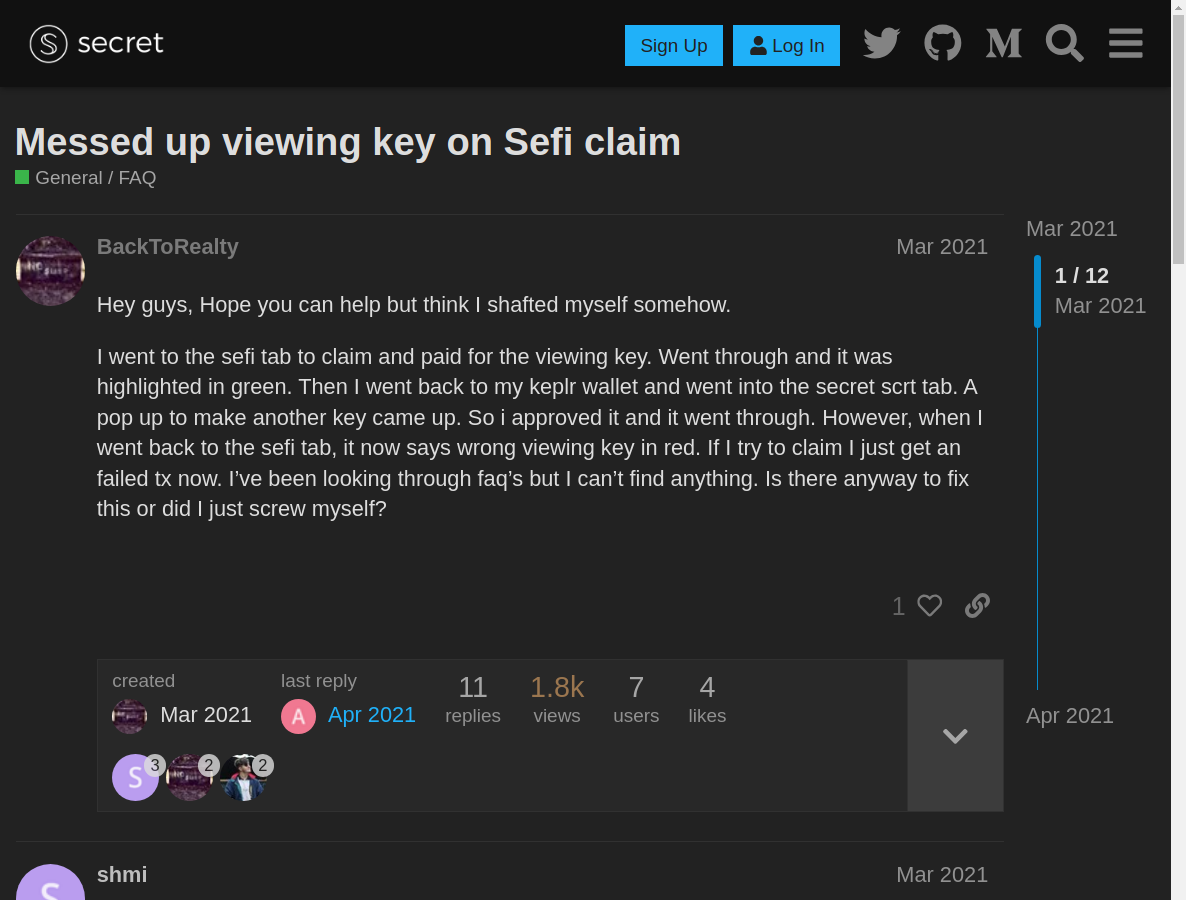 secret
Sign Up
Log In
Messed up viewing key on Sefi claim
General / FAQ
BackToRealty
Mar 2021
Mar 2021
1 / 12
Mar 2021
Hey guys, Hope you can help but think I shafted myself somehow.
I went to the sefi tab to claim and paid for the viewing key. Went through and it was
highlighted in green. Then I went back to my keplr wallet and went into the secret scrt tab. A
pop up to make another key came up. So i approved it and it went through. However, when I
went back to the sefi tab, it now says wrong viewing key in red. If I try to claim I just get an
failed tx now. I’ve been looking through faq’s but I can’t find anything. Is there anyway to fix
this or did I just screw myself?
1
created
Mar 2021
last reply
A
Apr 2021
11
replies
1.8k
views
7
users
4
likes
Apr 2021
S
3
2
2
S
shmi
Mar 2021